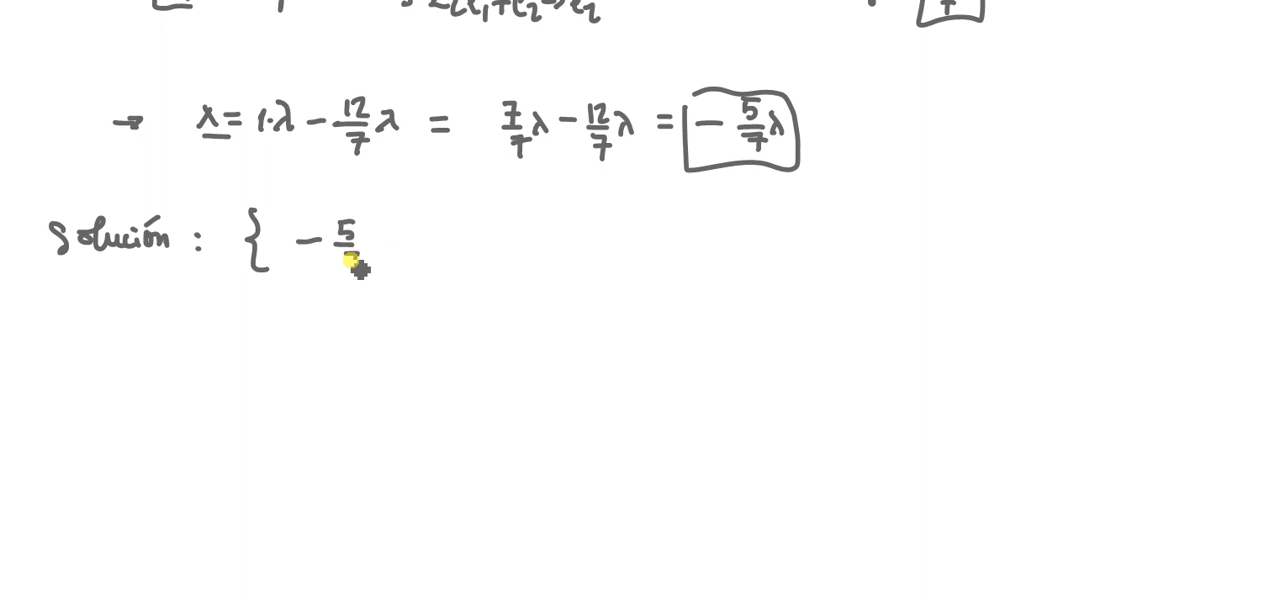 → x = 1·λ − 12/7 λ = 7/7 λ − 12/7 λ = − 5/7 λ
Solución : { − 5